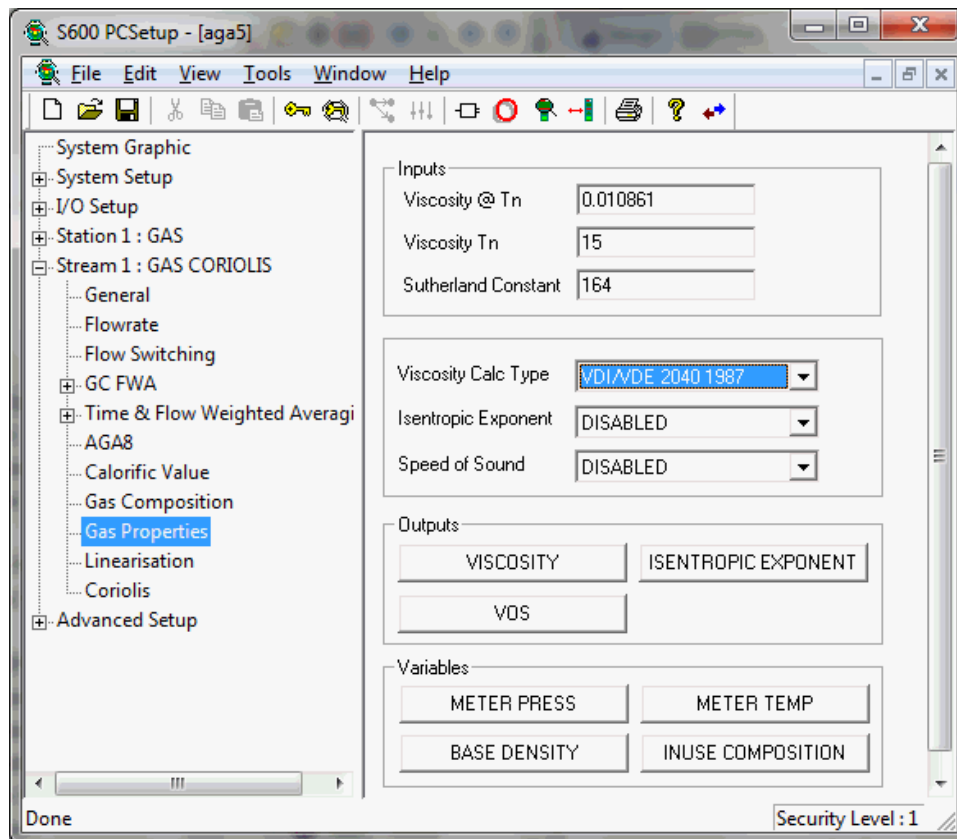 S600 PCSetup - [aga5]
File Edit View Tools Window Help
System Graphic
System Setup
I/O Setup
Station 1 : GAS
Stream 1 : GAS CORIOLIS
General
Flowrate
Flow Switching
GC FWA
Time & Flow Weighted Averagi
AGA8
Calorific Value
Gas Composition
Gas Properties
Linearisation
Coriolis
Advanced Setup
Inputs
Viscosity @ Tn 0.010861
Viscosity Tn 15
Sutherland Constant 164
Viscosity Calc Type VDI/VDE 2040 1987
Isentropic Exponent DISABLED
Speed of Sound DISABLED
Outputs
VISCOSITY ISENTROPIC EXPONENT
VOS
Variables
METER PRESS METER TEMP
BASE DENSITY INUSE COMPOSITION
Done Security Level : 1